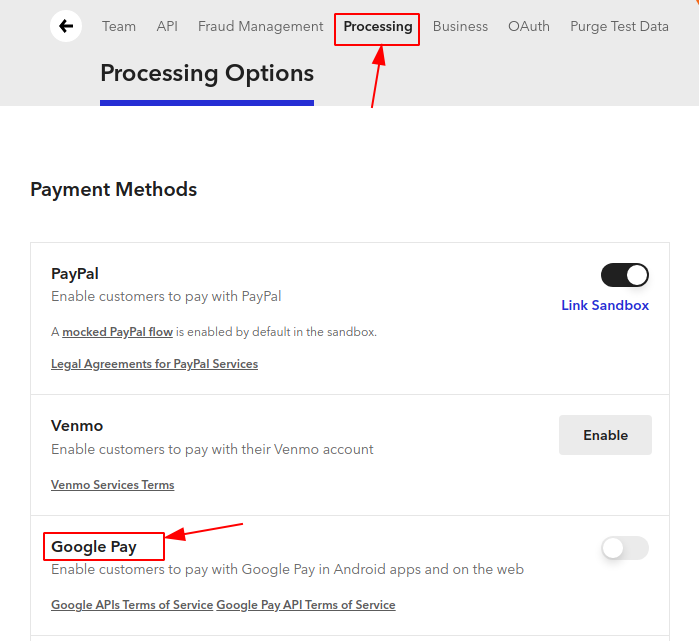 Team API Fraud Management Processing Business OAuth Purge Test Data
Processing Options
Payment Methods
PayPal
Enable customers to pay with PayPal
Link Sandbox
A mocked PayPal flow is enabled by default in the sandbox.
Legal Agreements for PayPal Services
Venmo
Enable customers to pay with their Venmo account
Enable
Venmo Services Terms
Google Pay
Enable customers to pay with Google Pay in Android apps and on the web
Google APIs Terms of Service Google Pay API Terms of Service